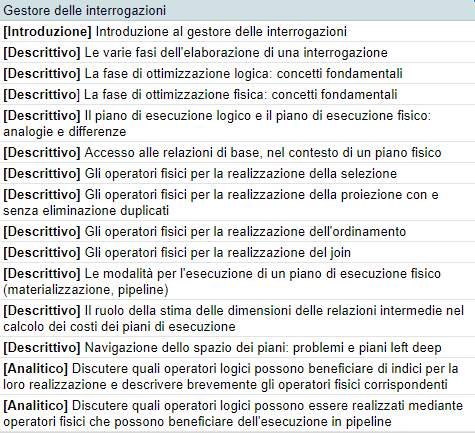 Gestore delle interrogazioni
[Introduzione] Introduzione al gestore delle interrogazioni
[Descrittivo] Le varie fasi dell'elaborazione di una interrogazione
[Descrittivo] La fase di ottimizzazione logica: concetti fondamentali
[Descrittivo] La fase di ottimizzazione fisica: concetti fondamentali
[Descrittivo] Il piano di esecuzione logico e il piano di esecuzione fisico:
analogie e differenze
[Descrittivo] Accesso alle relazioni di base, nel contesto di un piano fisico
[Descrittivo] Gli operatori fisici per la realizzazione della selezione
[Descrittivo] Gli operatori fisici per la realizzazione della proiezione con e
senza eliminazione duplicati
[Descrittivo] Gli operatori fisici per la realizzazione dell'ordinamento
[Descrittivo] Gli operatori fisici per la realizzazione del join
[Descrittivo] Le modalità per l'esecuzione di un piano di esecuzione fisico
(materializzazione, pipeline)
[Descrittivo] Il ruolo della stima delle dimensioni delle relazioni intermedie nel
calcolo dei costi dei piani di esecuzione
[Descrittivo] Navigazione dello spazio dei piani: problemi e piani left deep
[Analitico] Discutere quali operatori logici possono beneficiare di indici per la
loro realizzazione e descrivere brevemente gli operatori fisici corrispondenti
[Analitico] Discutere quali operatori logici possono essere realizzati mediante
operatori fisici che possono beneficiare dell'esecuzione in pipeline